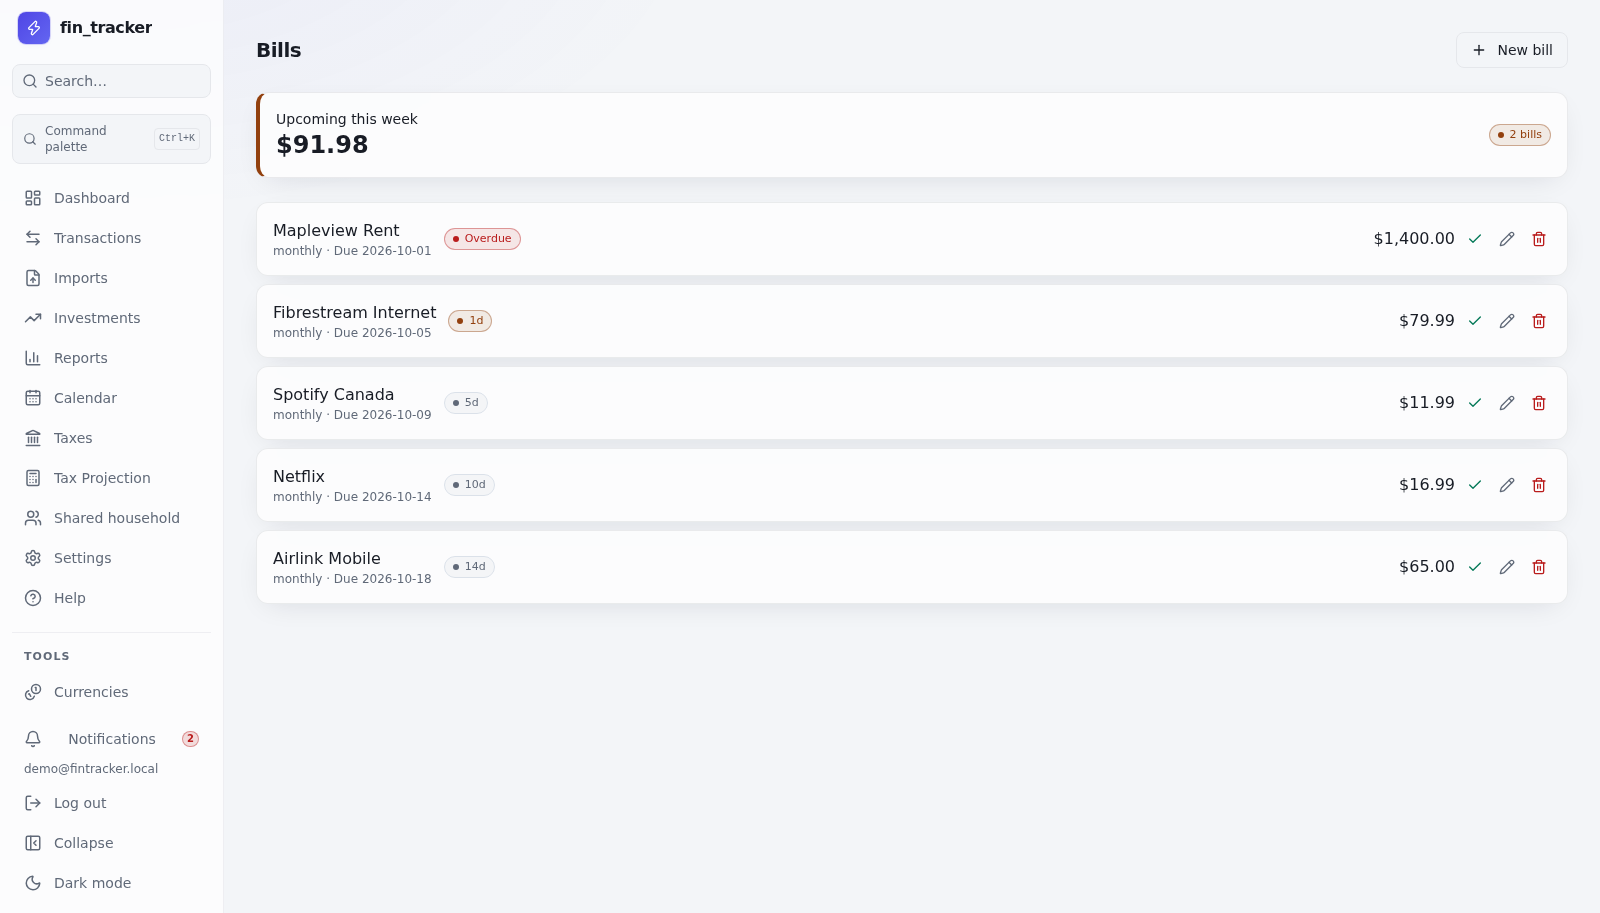 fin_tracker
Search...
Command palette
Ctrl+K
Dashboard
Transactions
Imports
Investments
Reports
Calendar
Taxes
Tax Projection
Shared household
Settings
Help
TOOLS
Currencies
Notifications 2
demo@fintracker.local
Log out
Collapse
Dark mode
Bills
New bill
Upcoming this week
$91.98
2 bills
Mapleview Rent
monthly · Due 2026-10-01
Overdue
$1,400.00
Fibrestream Internet
monthly · Due 2026-10-05
1d
$79.99
Spotify Canada
monthly · Due 2026-10-09
5d
$11.99
Netflix
monthly · Due 2026-10-14
10d
$16.99
Airlink Mobile
monthly · Due 2026-10-18
14d
$65.00